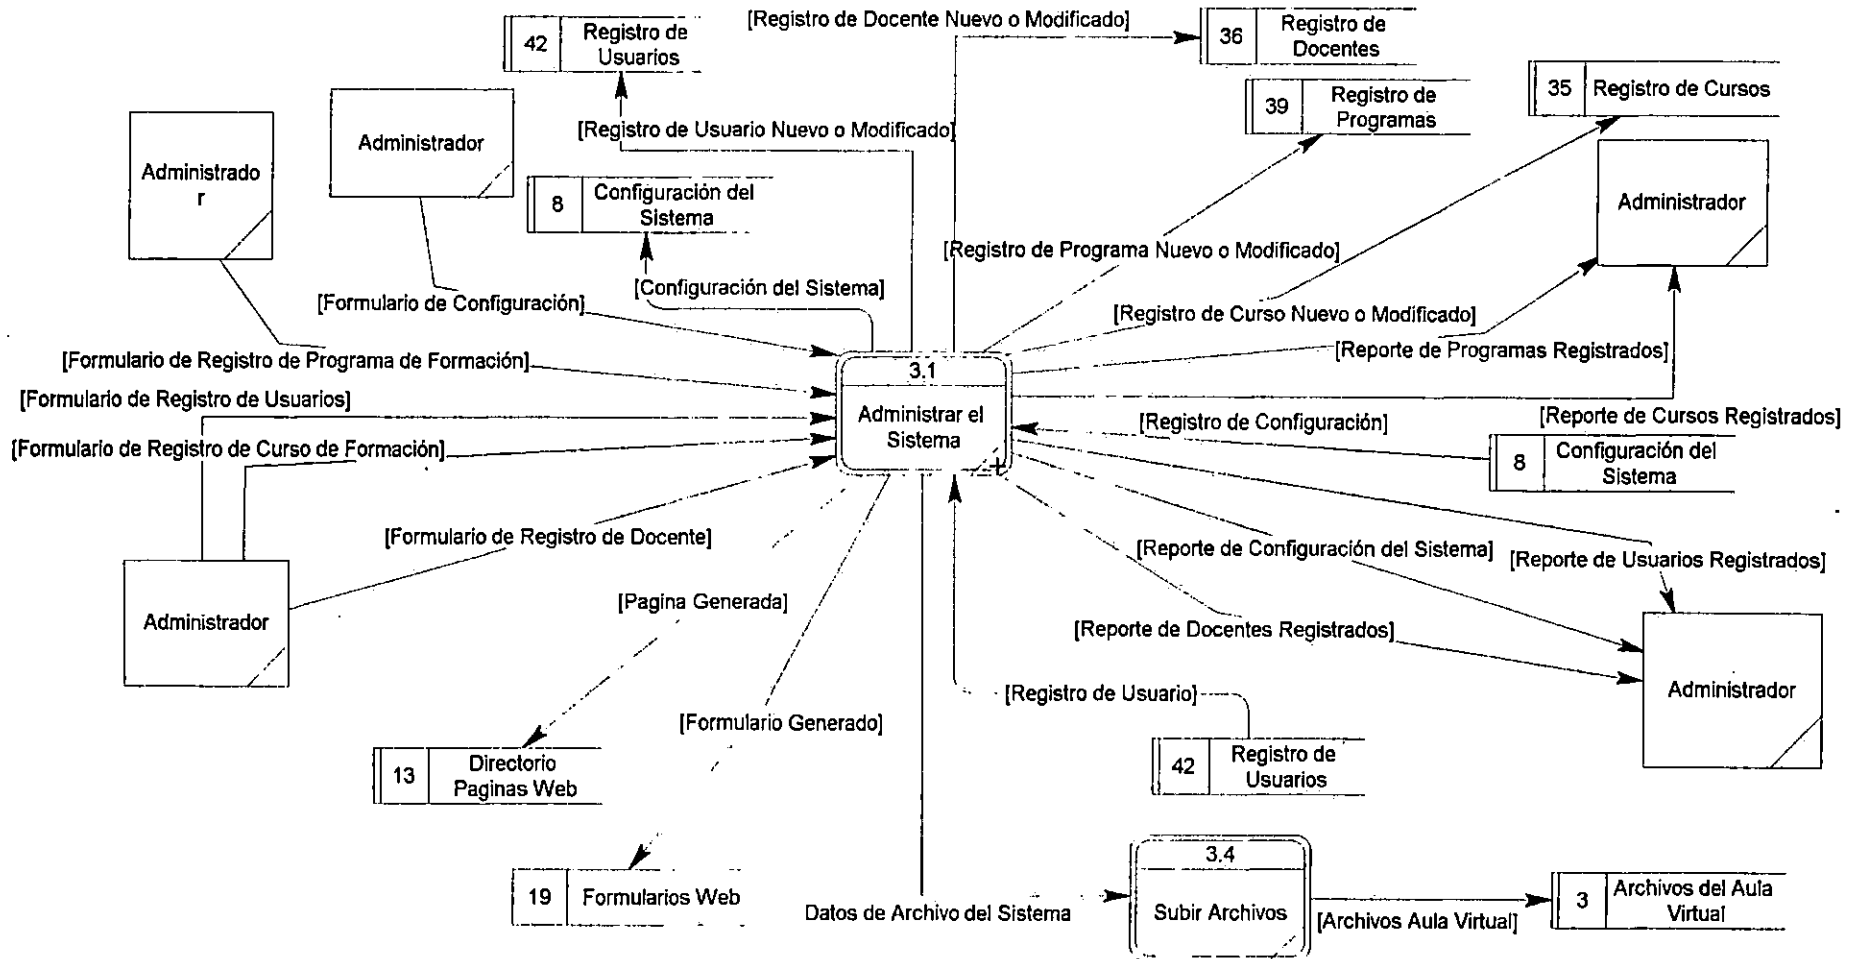 [Registro de Docente Nuevo o Modificado]
42
Registro de
Usuarios
36
Registro de
Docentes
39
Registro de
Programas
35
Registro de Cursos
Administrado
r
Administrador
[Registro de Usuario Nuevo o Modificado]
8
Configuración del
Sistema
Administrador
[Registro de Programa Nuevo o Modificado]
[Formulario de Configuración]
[Configuración del Sistema]
[Registro de Curso Nuevo o Modificado]
[Reporte de Programas Registrados]
[Formulario de Registro de Programa de Formación]
3.1
Administrar el
Sistema
[Formulario de Registro de Usuarios]
[Reporte de Cursos Registrados]
[Registro de Configuración]
[Formulario de Registro de Curso de Formación]
8
Configuración del
Sistema
[Formulario de Registro de Docente]
[Reporte de Configuración del Sistema]
[Reporte de Usuarios Registrados]
Administrador
[Pagina Generada]
[Reporte de Docentes Registrados]
Administrador
[Registro de Usuario]
[Formulario Generado]
13
Directorio
Paginas Web
42
Registro de
Usuarios
19
Formularios Web
Datos de Archivo del Sistema
3.4
Subir Archivos
[Archivos Aula Virtual]
3
Archivos del Aula
Virtual